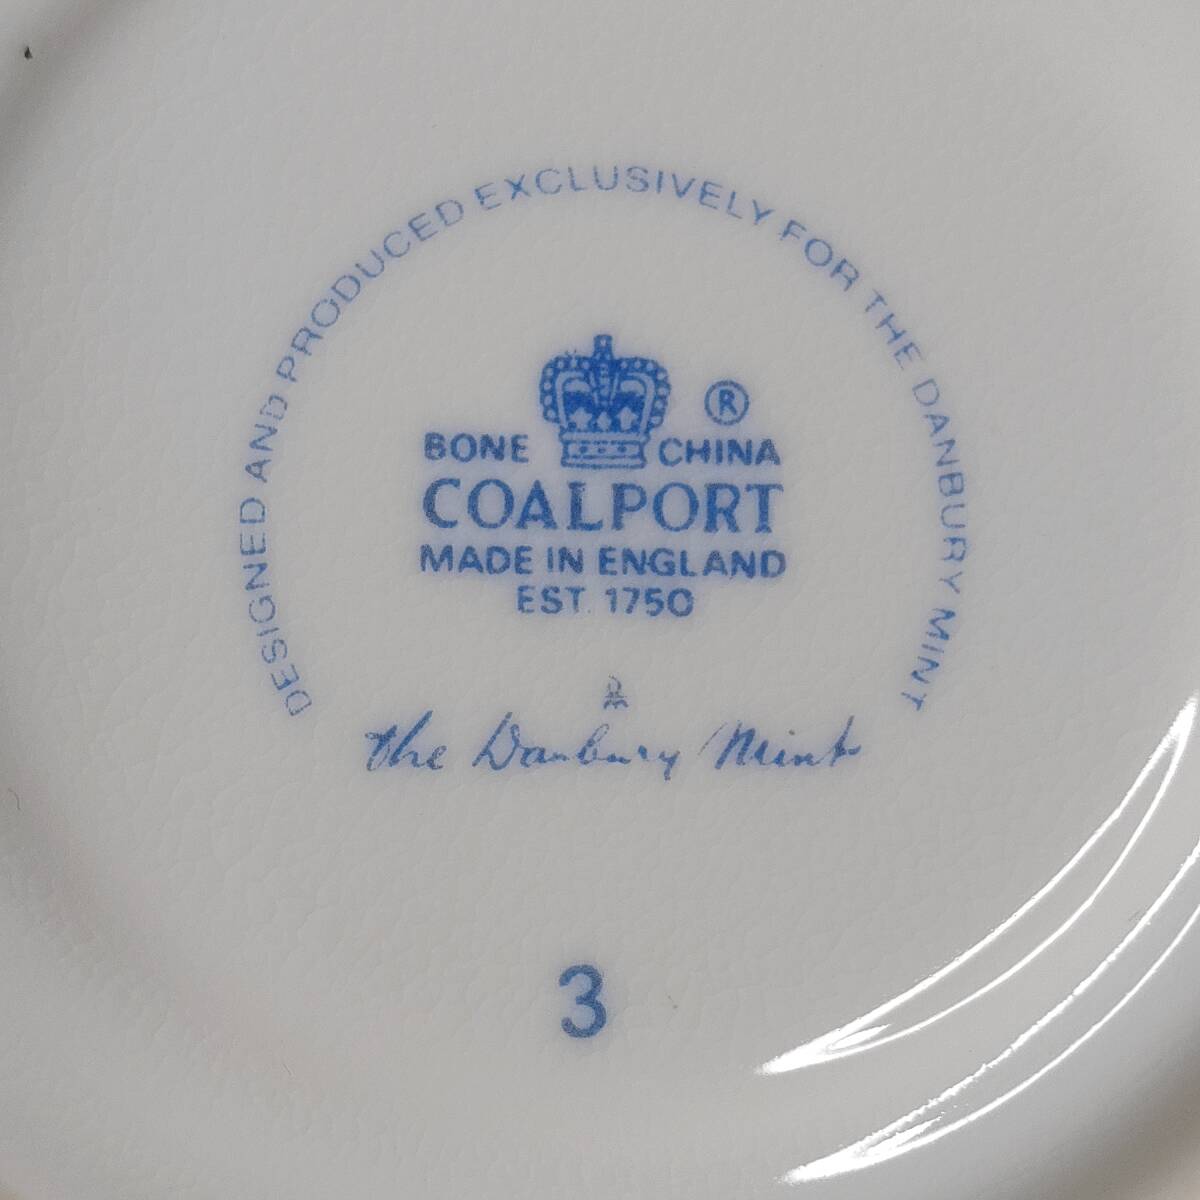 DESIGNED AND PRODUCED EXCLUSIVELY FOR THE DANBURY MINT
®
BONE CHINA
COALPORT
MADE IN ENGLAND
EST. 1750
The Danbury Mint
3